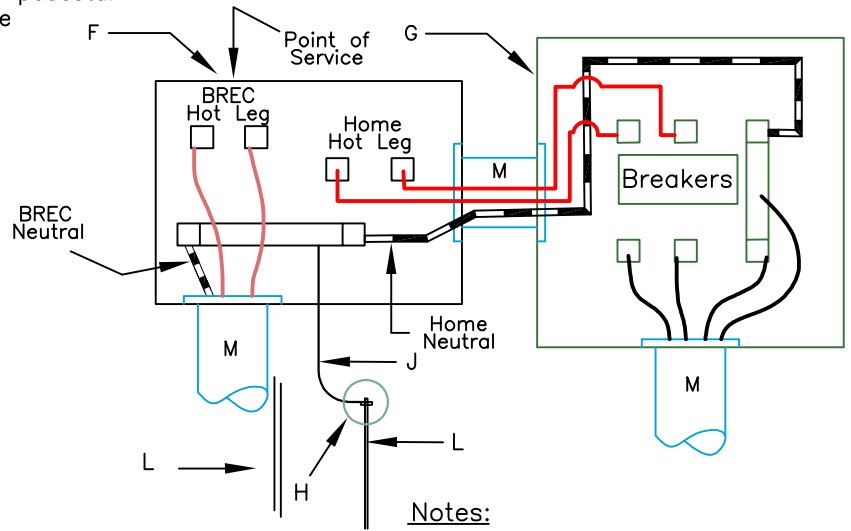 e
F
Point of
Service
G
BREC
Hot Leg
Home
Hot Leg
M
Breakers
BREC
Neutral
Home
Neutral
M
J
M
L
L
H
Notes: